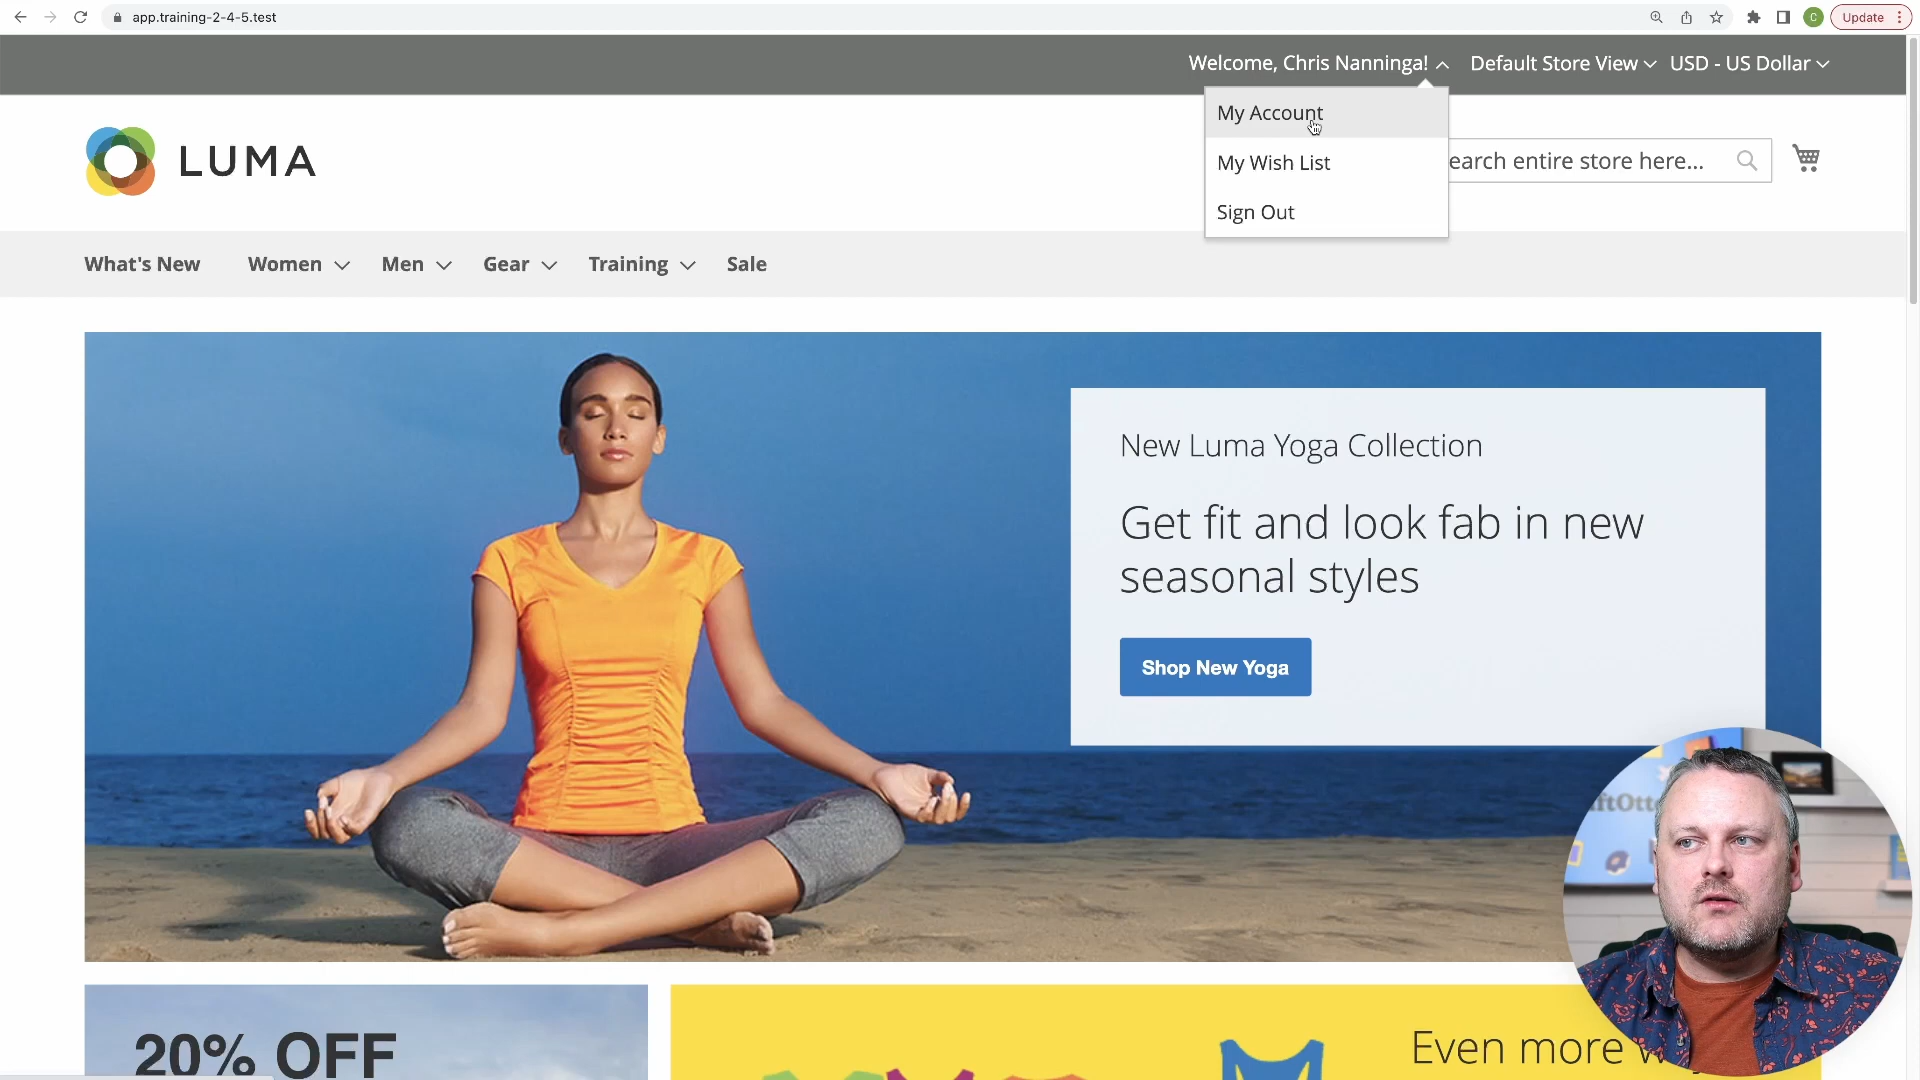 app.training-2-4-5.test
C
Update
Welcome, Chris Nanninga!
Default Store View
USD - US Dollar
My Account
My Wish List
Sign Out
LUMA
earch entire store here...
What's New
Women
Men
Gear
Training
Sale
New Luma Yoga Collection
Get fit and look fab in new
seasonal styles
Shop New Yoga
20% OFF
Even more